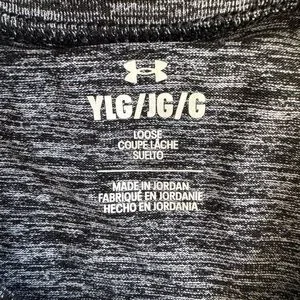 YLG/JG/G
LOOSE
COUPE LÂCHE
SUELTO
MADE IN JORDAN
FABRIQUÉ EN JORDANIE
HECHO EN JORDANIA